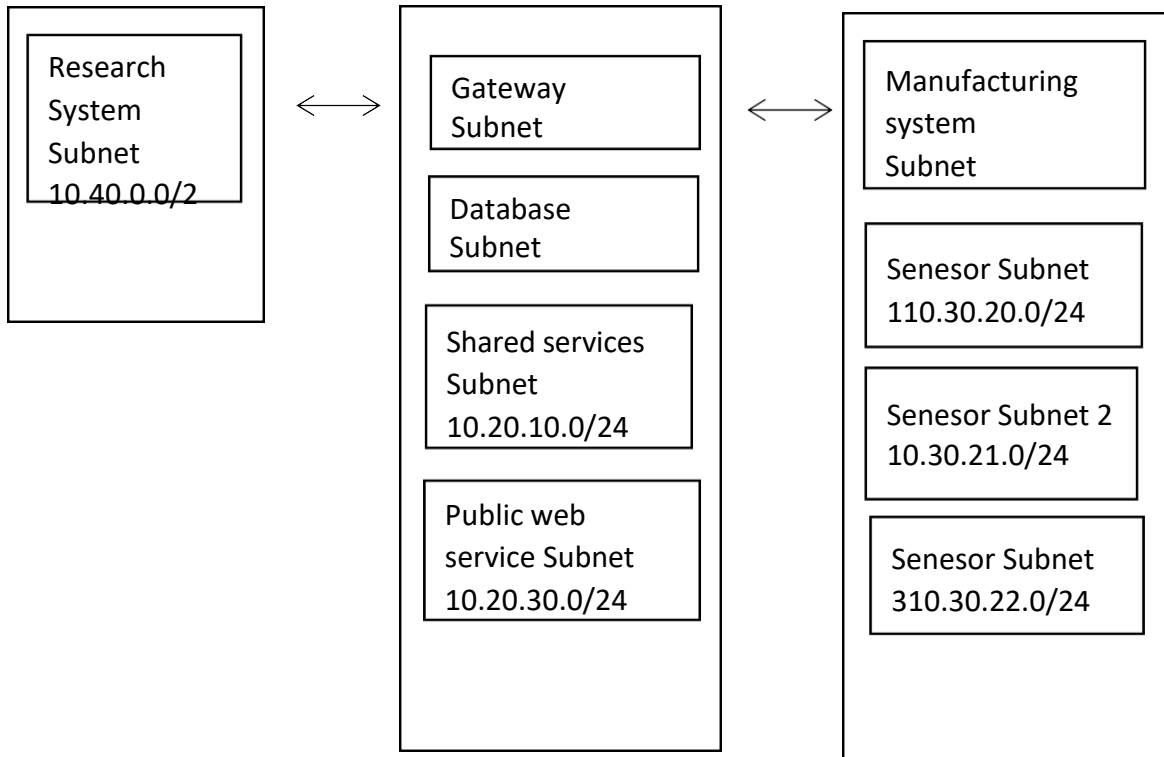 Research
System
Subnet
10.40.0.0/2
Gateway
Subnet
Database
Subnet
Shared services
Subnet
10.20.10.0/24
Public web
service Subnet
10.20.30.0/24
Manufacturing
system
Subnet
Senesor Subnet
110.30.20.0/24
Senesor Subnet 2
10.30.21.0/24
Senesor Subnet
310.30.22.0/24